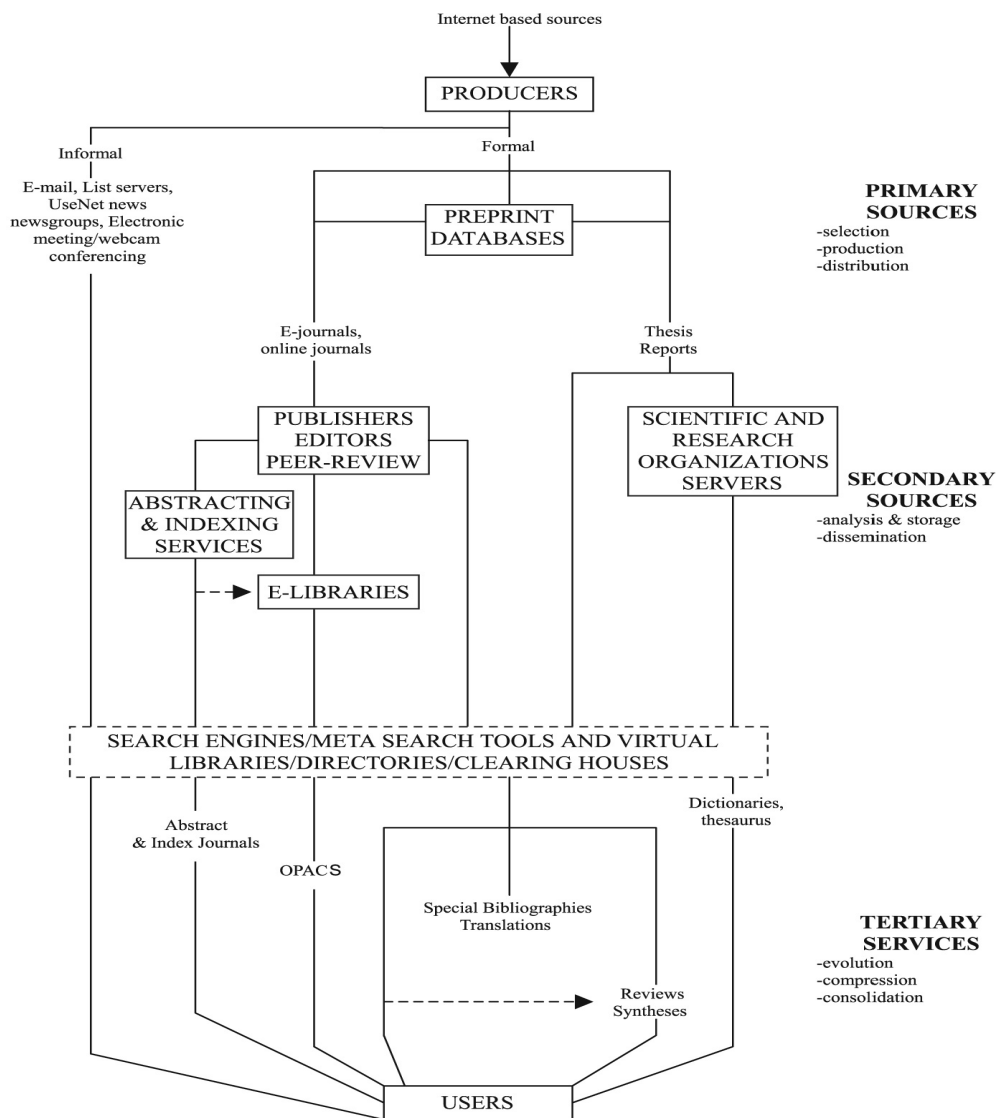 Internet based sources
PRODUCERS
Informal
Formal
E-mail, List servers,
UseNet news
newsgroups, Electronic
meeting/webcam
conferencing
PREPRINT
DATABASES
PRIMARY
SOURCES
-selection
-production
-distribution
E-journals,
online journals
Thesis
Reports
PUBLISHERS
EDITORS
PEER-REVIEW
SCIENTIFIC AND
RESEARCH
ORGANIZATIONS
SERVERS
ABSTRACTING
& INDEXING
SERVICES
SECONDARY
SOURCES
-analysis & storage
-dissemination
E-LIBRARIES
SEARCH ENGINES/META SEARCH TOOLS AND VIRTUAL
LIBRARIES/DIRECTORIES/CLEARING HOUSES
Abstract
& Index Journals
OPACS
Dictionaries,
thesaurus
Special Bibliographies
Translations
TERTIARY
SERVICES
-evolution
-compression
-consolidation
Reviews
Syntheses
USERS